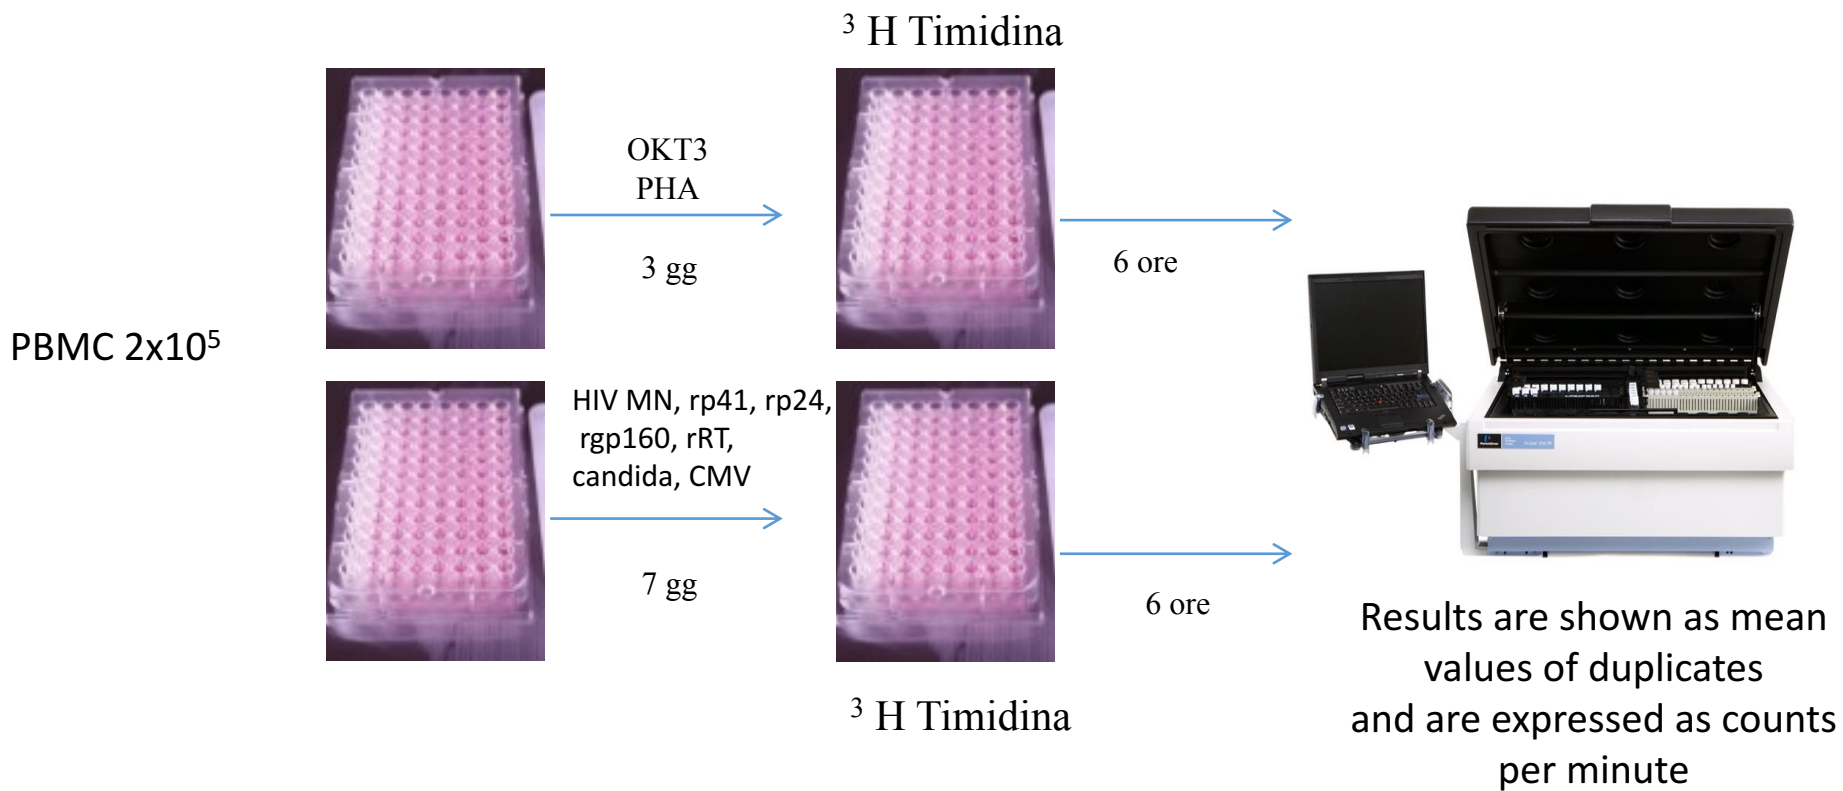 ³ H Timidina
OKT3
PHA
3 gg
6 ore
PBMC 2x10⁵
HIV MN, rp41, rp24,
rgp160, rRT,
candida, CMV
7 gg
6 ore
³ H Timidina
Results are shown as mean
values of duplicates
and are expressed as counts
per minute